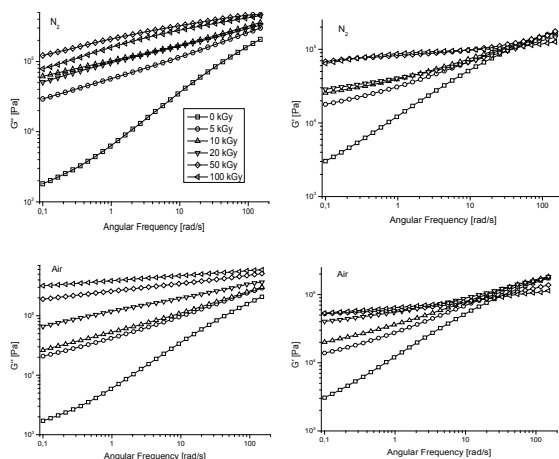 N₂
10⁵
G'' [Pa]
10⁴
10³
0 kGy
5 kGy
10 kGy
20 kGy
50 kGy
100 kGy
0,1 1 10 100
Angular Frequency [rad/s]
N₂
10⁵
G' [Pa]
10⁴
10³
0,1 1 10 100
Angular Frequency [rad/s]
Air
10⁵
G'' [Pa]
10⁴
10³
0,1 1 10 100
Angular Frequency [rad/s]
Air
10⁵
G' [Pa]
10⁴
10³
0,1 1 10 100
Angular Frequency [rad/s]